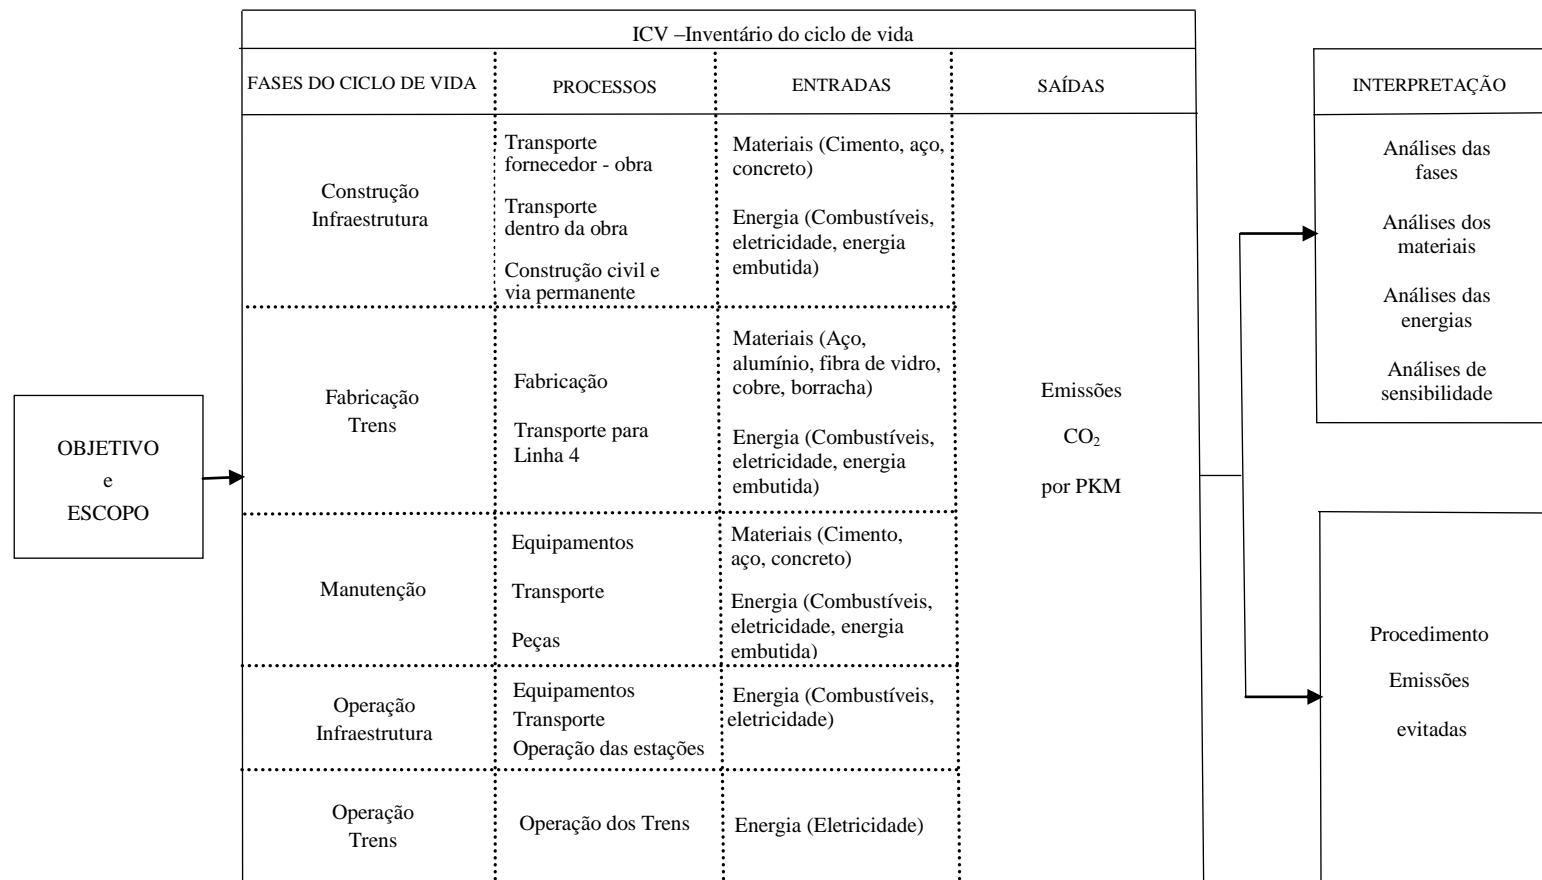 ICV –Inventário do ciclo de vida
FASES DO CICLO DE VIDA
PROCESSOS
ENTRADAS
SAÍDAS
INTERPRETAÇÃO
OBJETIVO
e
ESCOPO
Construção
Infraestrutura
Transporte
fornecedor - obra
Transporte
dentro da obra
Construção civil e
via permanente
Materiais (Cimento, aço,
concreto)
Energia (Combustíveis,
eletricidade, energia
embutida)
Fabricação
Trens
Fabricação
Transporte para
Linha 4
Materiais (Aço,
alumínio, fibra de vidro,
cobre, borracha)
Energia (Combustíveis,
eletricidade, energia
embutida)
Manutenção
Equipamentos
Transporte
Peças
Materiais (Cimento,
aço, concreto)
Energia (Combustíveis,
eletricidade, energia
embutida)
Operação
Infraestrutura
Equipamentos
Transporte
Operação das estações
Energia (Combustíveis,
eletricidade)
Operação
Trens
Operação dos Trens
Energia (Eletricidade)
Emissões
CO₂
por PKM
Análises das
fases
Análises dos
materiais
Análises das
energias
Análises de
sensibilidade
Procedimento
Emissões
evitadas